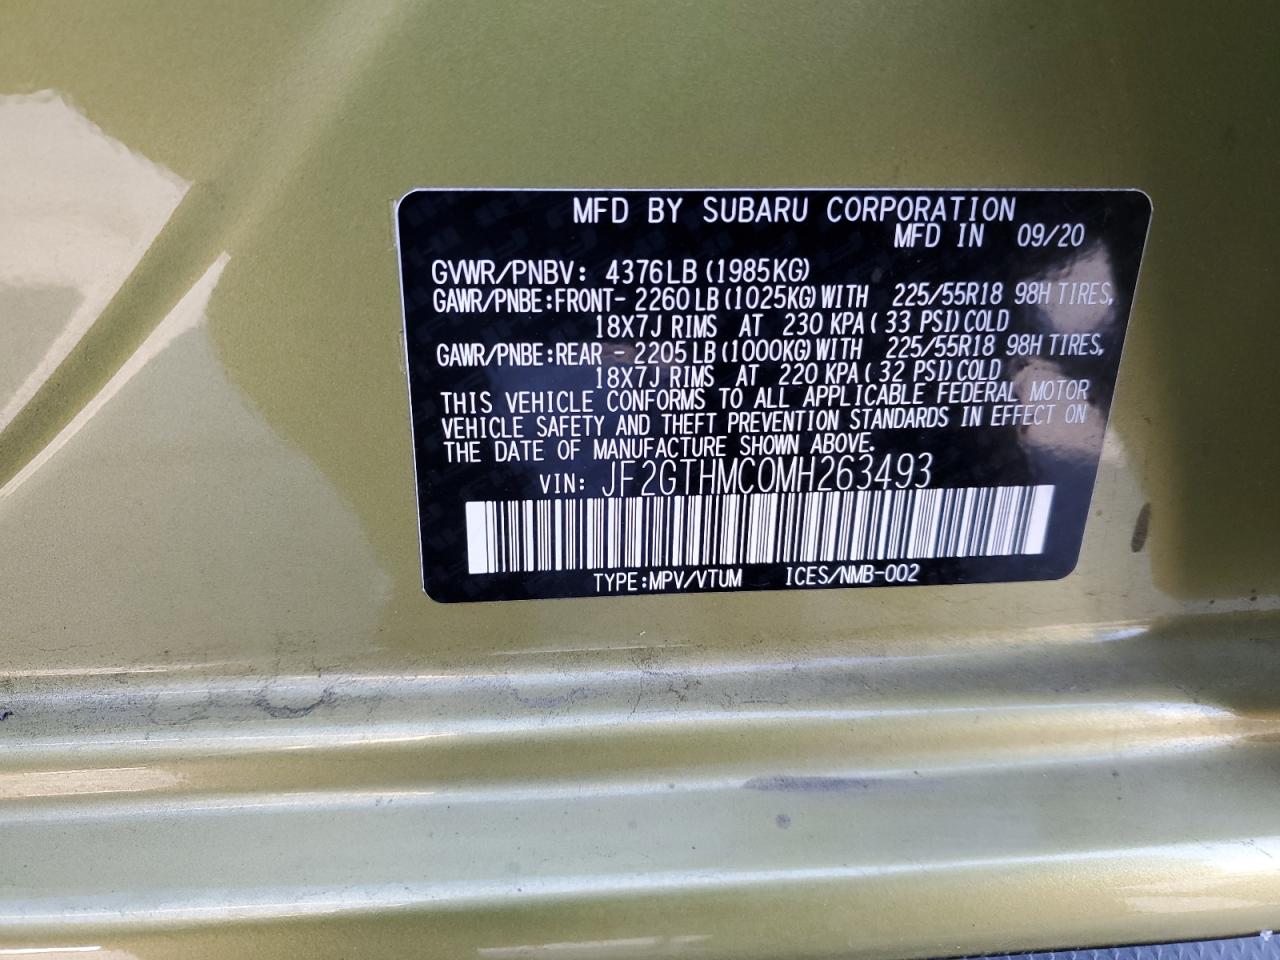 MFD BY SUBARU CORPORATION
MFD IN 09/20
GVWR/PNBV: 4376LB (1985KG)
GAWR/PNBE:FRONT- 2260 LB (1025KG) WITH 225/55R18 98H TIRES,
18X7J RIMS AT 230 KPA ( 33 PSI) COLD
GAWR/PNBE:REAR - 2205 LB (1000KG) WITH 225/55R18 98H TIRES,
18X7J RIMS AT 220 KPA ( 32 PSI) COLD
THIS VEHICLE CONFORMS TO ALL APPLICABLE FEDERAL MOTOR
VEHICLE SAFETY AND THEFT PREVENTION STANDARDS IN EFFECT ON
THE DATE OF MANUFACTURE SHOWN ABOVE.
VIN: JF2GTHMC0MH263493
TYPE:MPV/VTUM ICES/NMB-002